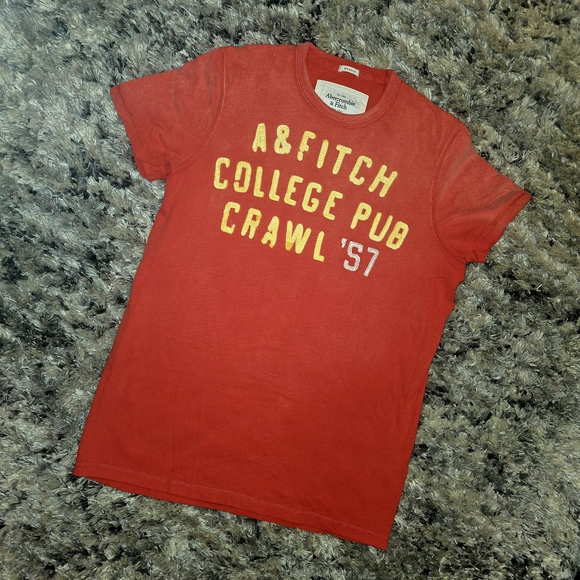 Abercrombie
& Fitch
A & FITCH
COLLEGE PUB
CRAWL '57